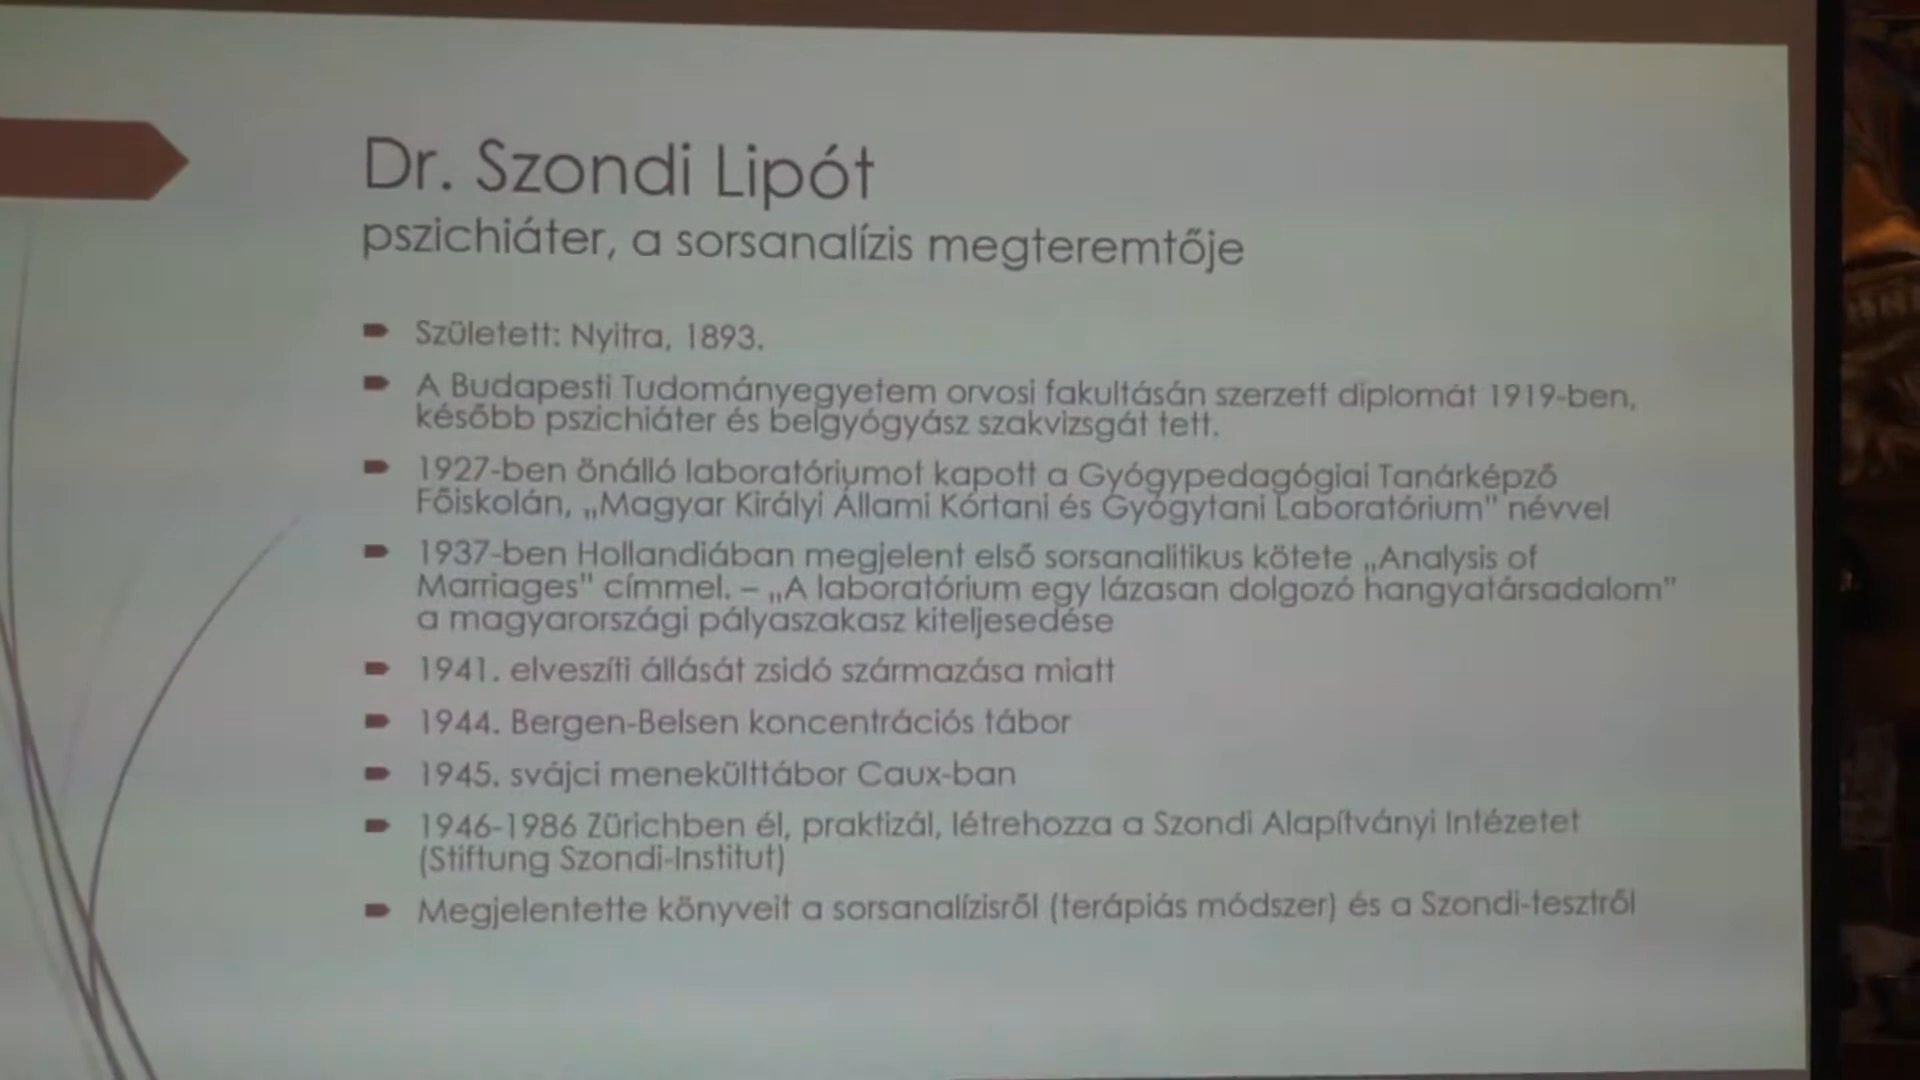 Dr. Szondi Lipót
pszichiáter, a sorsanalízis megteremtője
Született: Nyitra, 1893.
A Budapesti Tudományegyetem orvosi fakultásán szerzett diplomát 1919-ben,
később pszichiáter és belgyógyász szakvizsgát tett.
1927-ben önálló laboratóriumot kapott a Gyógypedagógiai Tanárképző
Főiskolán, „Magyar Királyi Állami Kórtani és Gyógytani Laboratórium" névvel
1937-ben Hollandiában megjelent első sorsanalitikus kötete „Analysis of
Marriages" címmel. – „A laboratórium egy lázasan dolgozó hangyatársadalom"
a magyarországi pályaszakasz kiteljesedése
1941. elveszíti állását zsidó származása miatt
1944. Bergen-Belsen koncentrációs tábor
1945. svájci menekülttábor Caux-ban
1946-1986 Zürichben él, praktizál, létrehozza a Szondi Alapítványi Intézetet
(Stiftung Szondi-Institut)
Megjelentette könyveit a sorsanalízisről (terápiás módszer) és a Szondi-tesztről